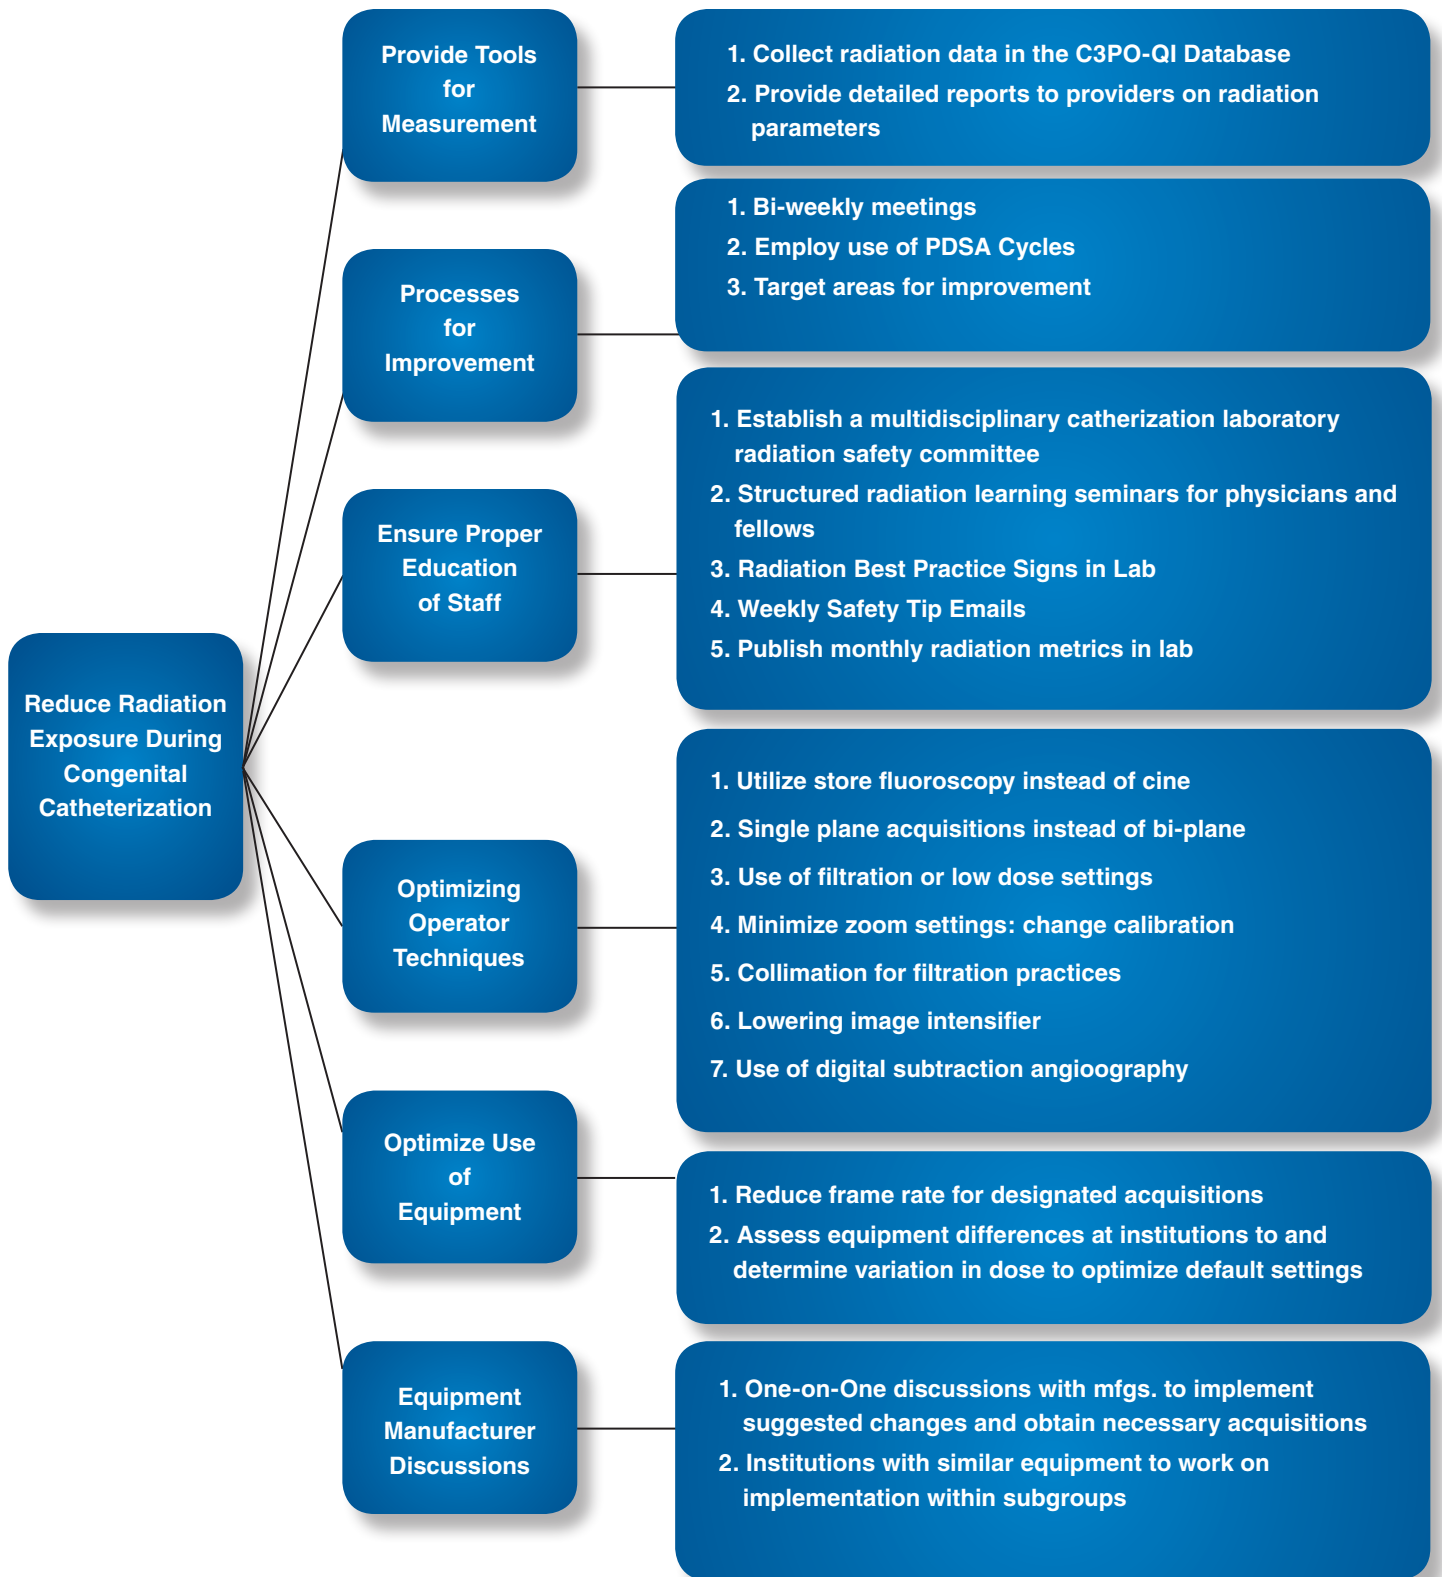 Provide Tools
for
Measurement
1. Collect radiation data in the C3PO-QI Database
2. Provide detailed reports to providers on radiation
parameters
Processes
for
Improvement
1. Bi-weekly meetings
2. Employ use of PDSA Cycles
3. Target areas for improvement
Ensure Proper
Education
of Staff
1. Establish a multidisciplinary catherization laboratory
radiation safety committee
2. Structured radiation learning seminars for physicians and
fellows
3. Radiation Best Practice Signs in Lab
4. Weekly Safety Tip Emails
5. Publish monthly radiation metrics in lab
Reduce Radiation
Exposure During
Congenital
Catheterization
Optimizing
Operator
Techniques
1. Utilize store fluoroscopy instead of cine
2. Single plane acquisitions instead of bi-plane
3. Use of filtration or low dose settings
4. Minimize zoom settings: change calibration
5. Collimation for filtration practices
6. Lowering image intensifier
7. Use of digital subtraction angioography
Optimize Use
of
Equipment
1. Reduce frame rate for designated acquisitions
2. Assess equipment differences at institutions to and
determine variation in dose to optimize default settings
Equipment
Manufacturer
Discussions
1. One-on-One discussions with mfgs. to implement
suggested changes and obtain necessary acquisitions
2. Institutions with similar equipment to work on
implementation within subgroups